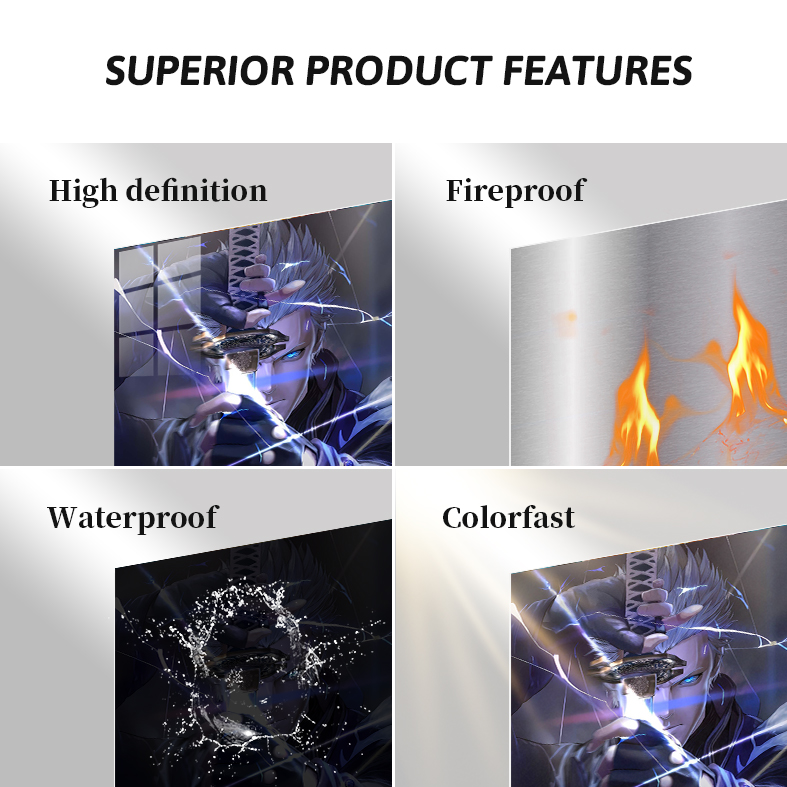 SUPERIOR PRODUCT FEATURES
High definition
Fireproof
Waterproof
Colorfast